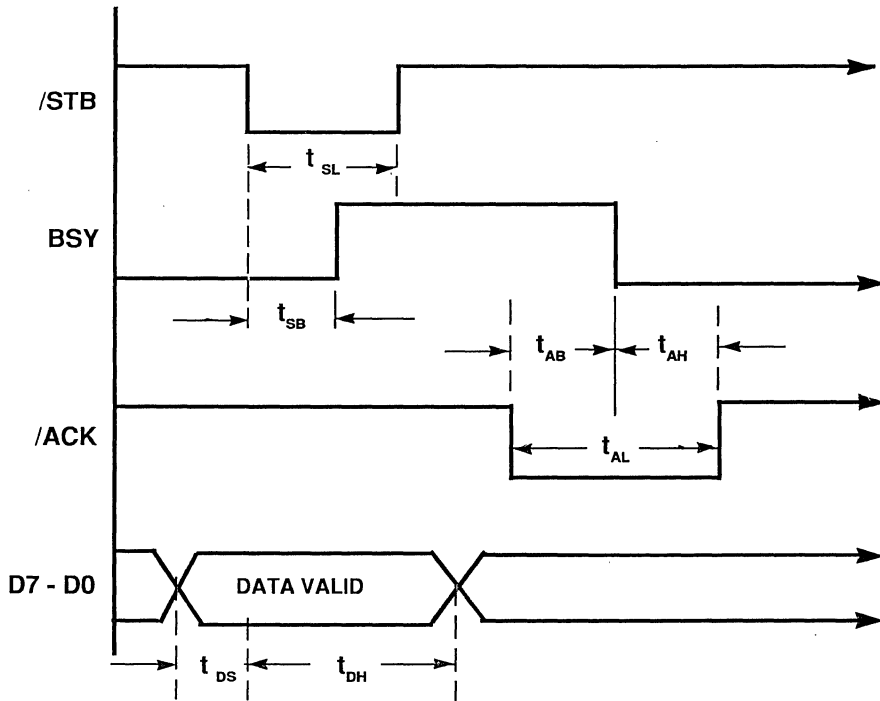 /STB
t SL
BSY
t SB
t AB
t AH
/ACK
t AL
D7 - D0
DATA VALID
t DS
t DH